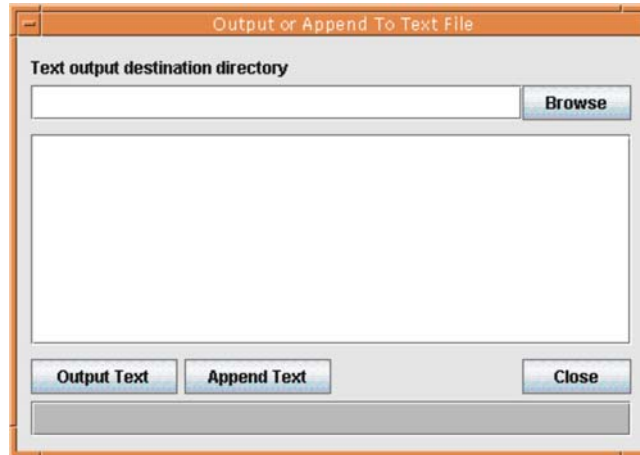 Output or Append To Text File
Text output destination directory
Browse
Output Text Append Text Close